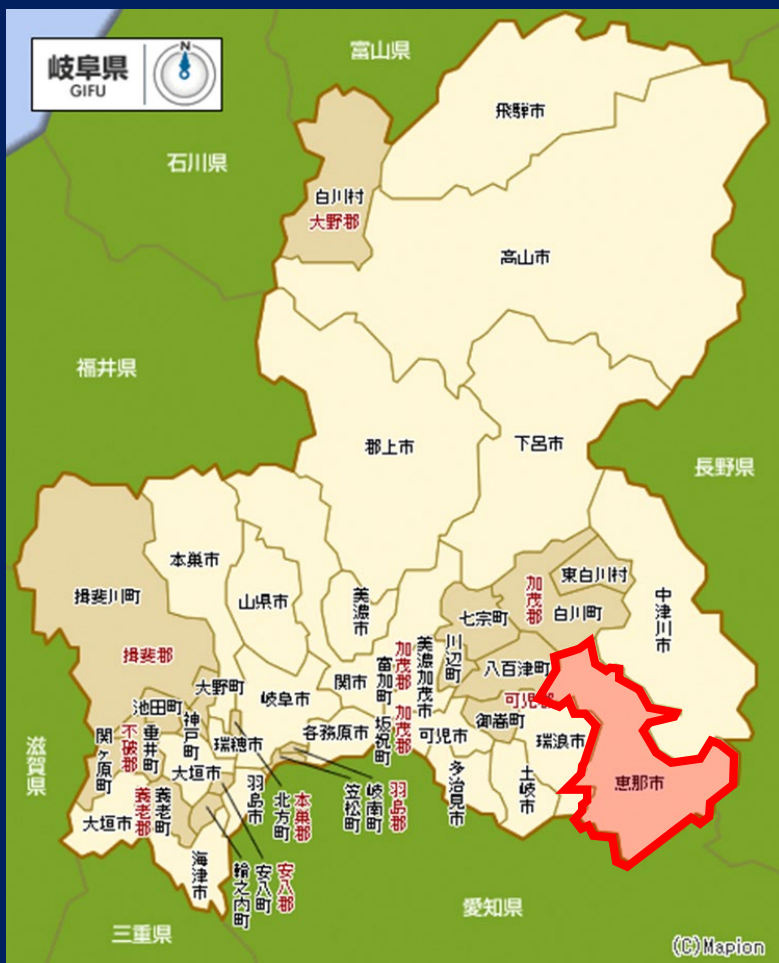 岐阜県
GIFU
N
富山県
石川県
飛騨市
白川村
大野郡
高山市
福井県
郡上市
下呂市
長野県
本巣市
揖斐川町
山県市
美濃市
七宗町
加茂郡
東白川村
白川町
中津川市
揖斐郡
大野町
岐阜市
関市
富加町
加茂郡
美濃加茂市
川辺町
八百津町
可児郡
池田町
神戸町
瑞穂市
各務原市
坂祝町
加茂郡
可児市
御嵩町
瑞浪市
滋賀県
関ヶ原町
不破郡
垂井町
大垣市
羽島市
北方町
本巣郡
笠松町
岐南町
羽島郡
多治見市
土岐市
恵那市
大垣市
養老郡
養老町
海津市
輪之内町
安八町
安八郡
愛知県
三重県
(C)Mapion